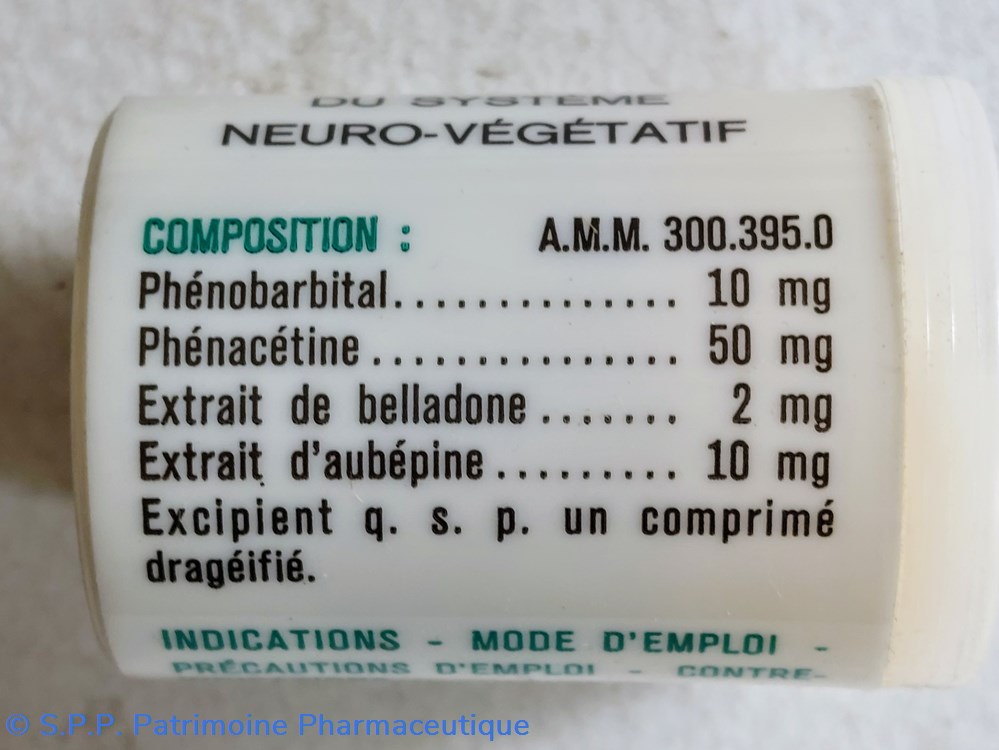 DU SYSTÈME
NEURO-VÉGÉTATIF
COMPOSITION : A.M.M. 300.395.0
Phénobarbital.............. 10 mg
Phénacétine................ 50 mg
Extrait de belladone....... 2 mg
Extrait d'aubépine......... 10 mg
Excipient q. s. p. un comprimé
dragéifié.
INDICATIONS - MODE D'EMPLOI -
PRÉCAUTIONS D'EMPLOI - CONTRE-
© S.P.P. Patrimoine Pharmaceutique